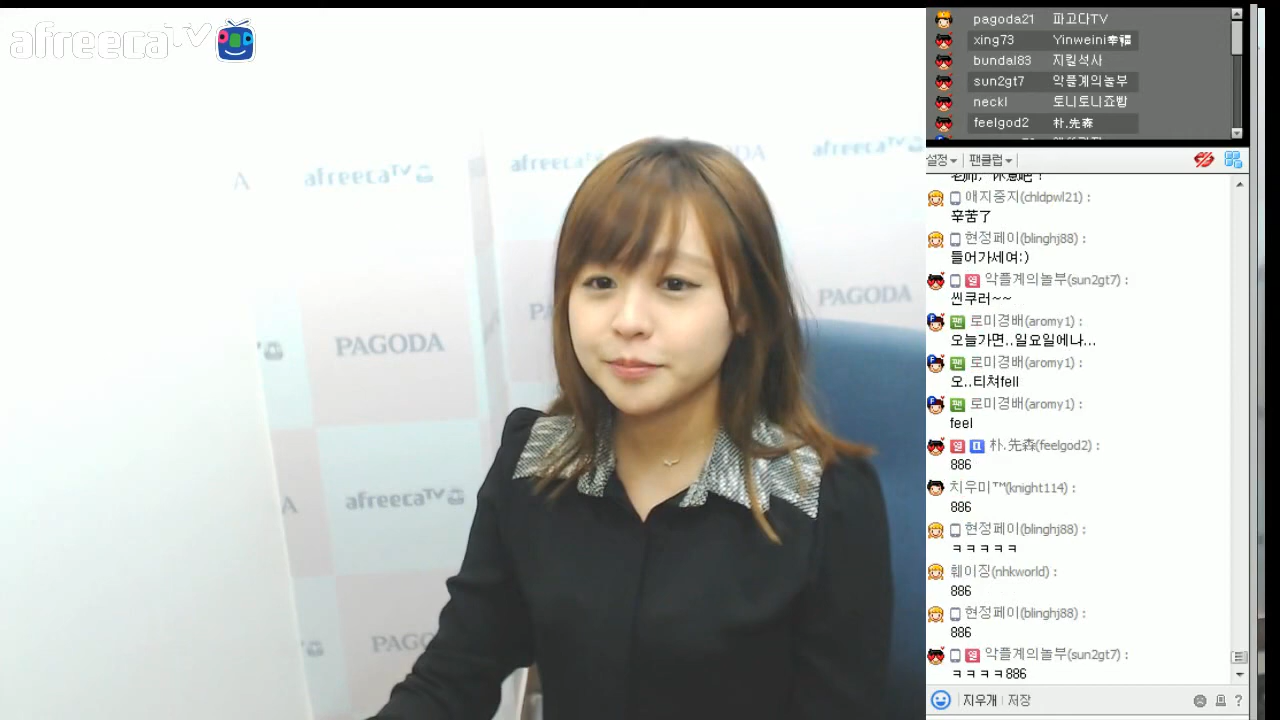 afreecaTV
afreecaTV
afreecaTV
afreecaTV
PAGODA
PAGODA
afreecaTV
pagoda21 파고다TV
xing73 Yinweini幸福
bundal83 지킬석사
sun2gt7 악플계의놀부
neckl 토니토니쵸빱
feelgod2 朴.先森
설정 팬클럽
애지중지(chldpwl21) :
辛苦了
현정페이(blinghj88) :
들어가세여:)
열 악플계의놀부(sun2gt7) :
씬쿠러~~
팬 로미경배(aromy1) :
오늘가면..일요일에나...
팬 로미경배(aromy1) :
오..티쳐fell
팬 로미경배(aromy1) :
feel
열 朴.先森(feelgod2) :
886
치우미™(knight114) :
886
현정페이(blinghj88) :
ㅋㅋㅋㅋㅋ
훼이징(nhkworld) :
886
현정페이(blinghj88) :
886
열 악플계의놀부(sun2gt7) :
ㅋㅋㅋㅋ886
지우개 저장 ?